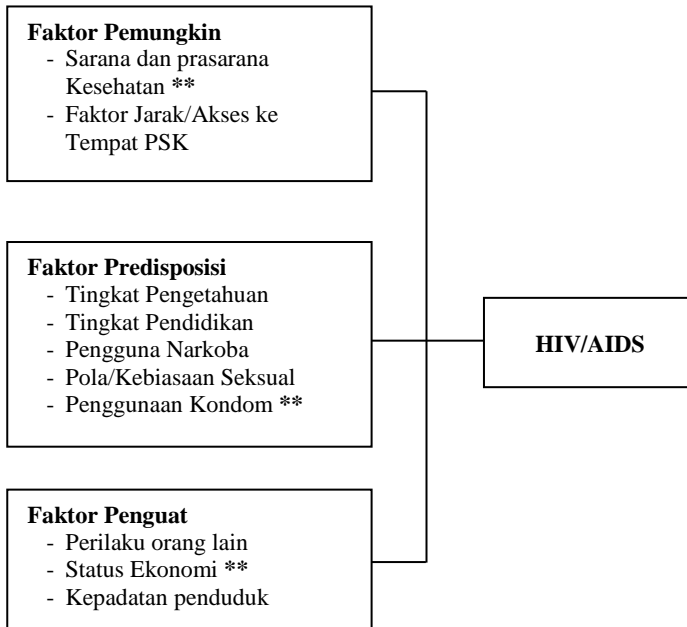 Faktor Pemungkin
- Sarana dan prasarana
Kesehatan **
- Faktor Jarak/Akses ke
Tempat PSK
Faktor Predisposisi
- Tingkat Pengetahuan
- Tingkat Pendidikan
- Pengguna Narkoba
- Pola/Kebiasaan Seksual
- Penggunaan Kondom **
HIV/AIDS
Faktor Penguat
- Perilaku orang lain
- Status Ekonomi **
- Kepadatan penduduk